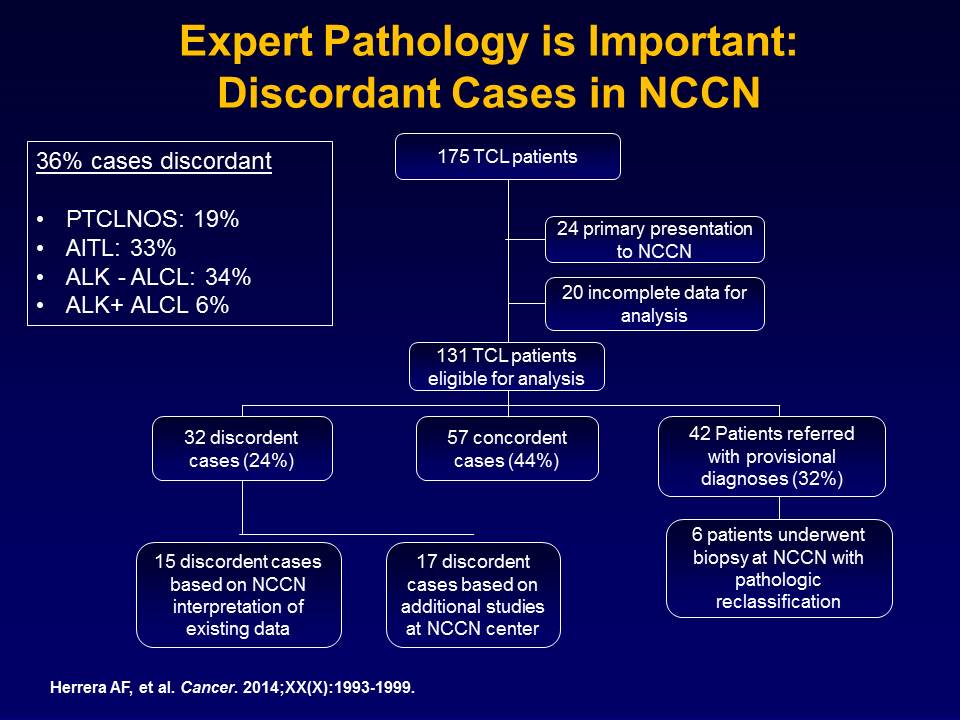 Expert Pathology is Important:
Discordant Cases in NCCN
36% cases discordant
• PTCLNOS: 19%
• AITL: 33%
• ALK - ALCL: 34%
• ALK+ ALCL 6%
175 TCL patients
24 primary presentation
to NCCN
20 incomplete data for
analysis
131 TCL patients
eligible for analysis
32 discordent
cases (24%)
57 concordent
cases (44%)
42 Patients referred
with provisional
diagnoses (32%)
15 discordent cases
based on NCCN
interpretation of
existing data
17 discordent
cases based on
additional studies
at NCCN center
6 patients underwent
biopsy at NCCN with
pathologic
reclassification
Herrera AF, et al. Cancer. 2014;XX(X):1993-1999.